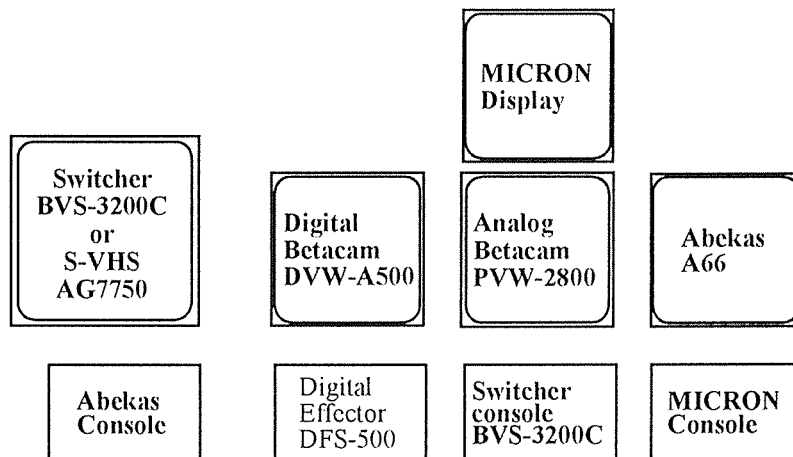 MICRON
Display
Switcher
BVS-3200C
or
S-VHS
AG7750
Digital
Betacam
DVW-A500
Analog
Betacam
PVW-2800
Abekas
A66
Abekas
Console
Digital
Effector
DFS-500
Switcher
console
BVS-3200C
MICRON
Console